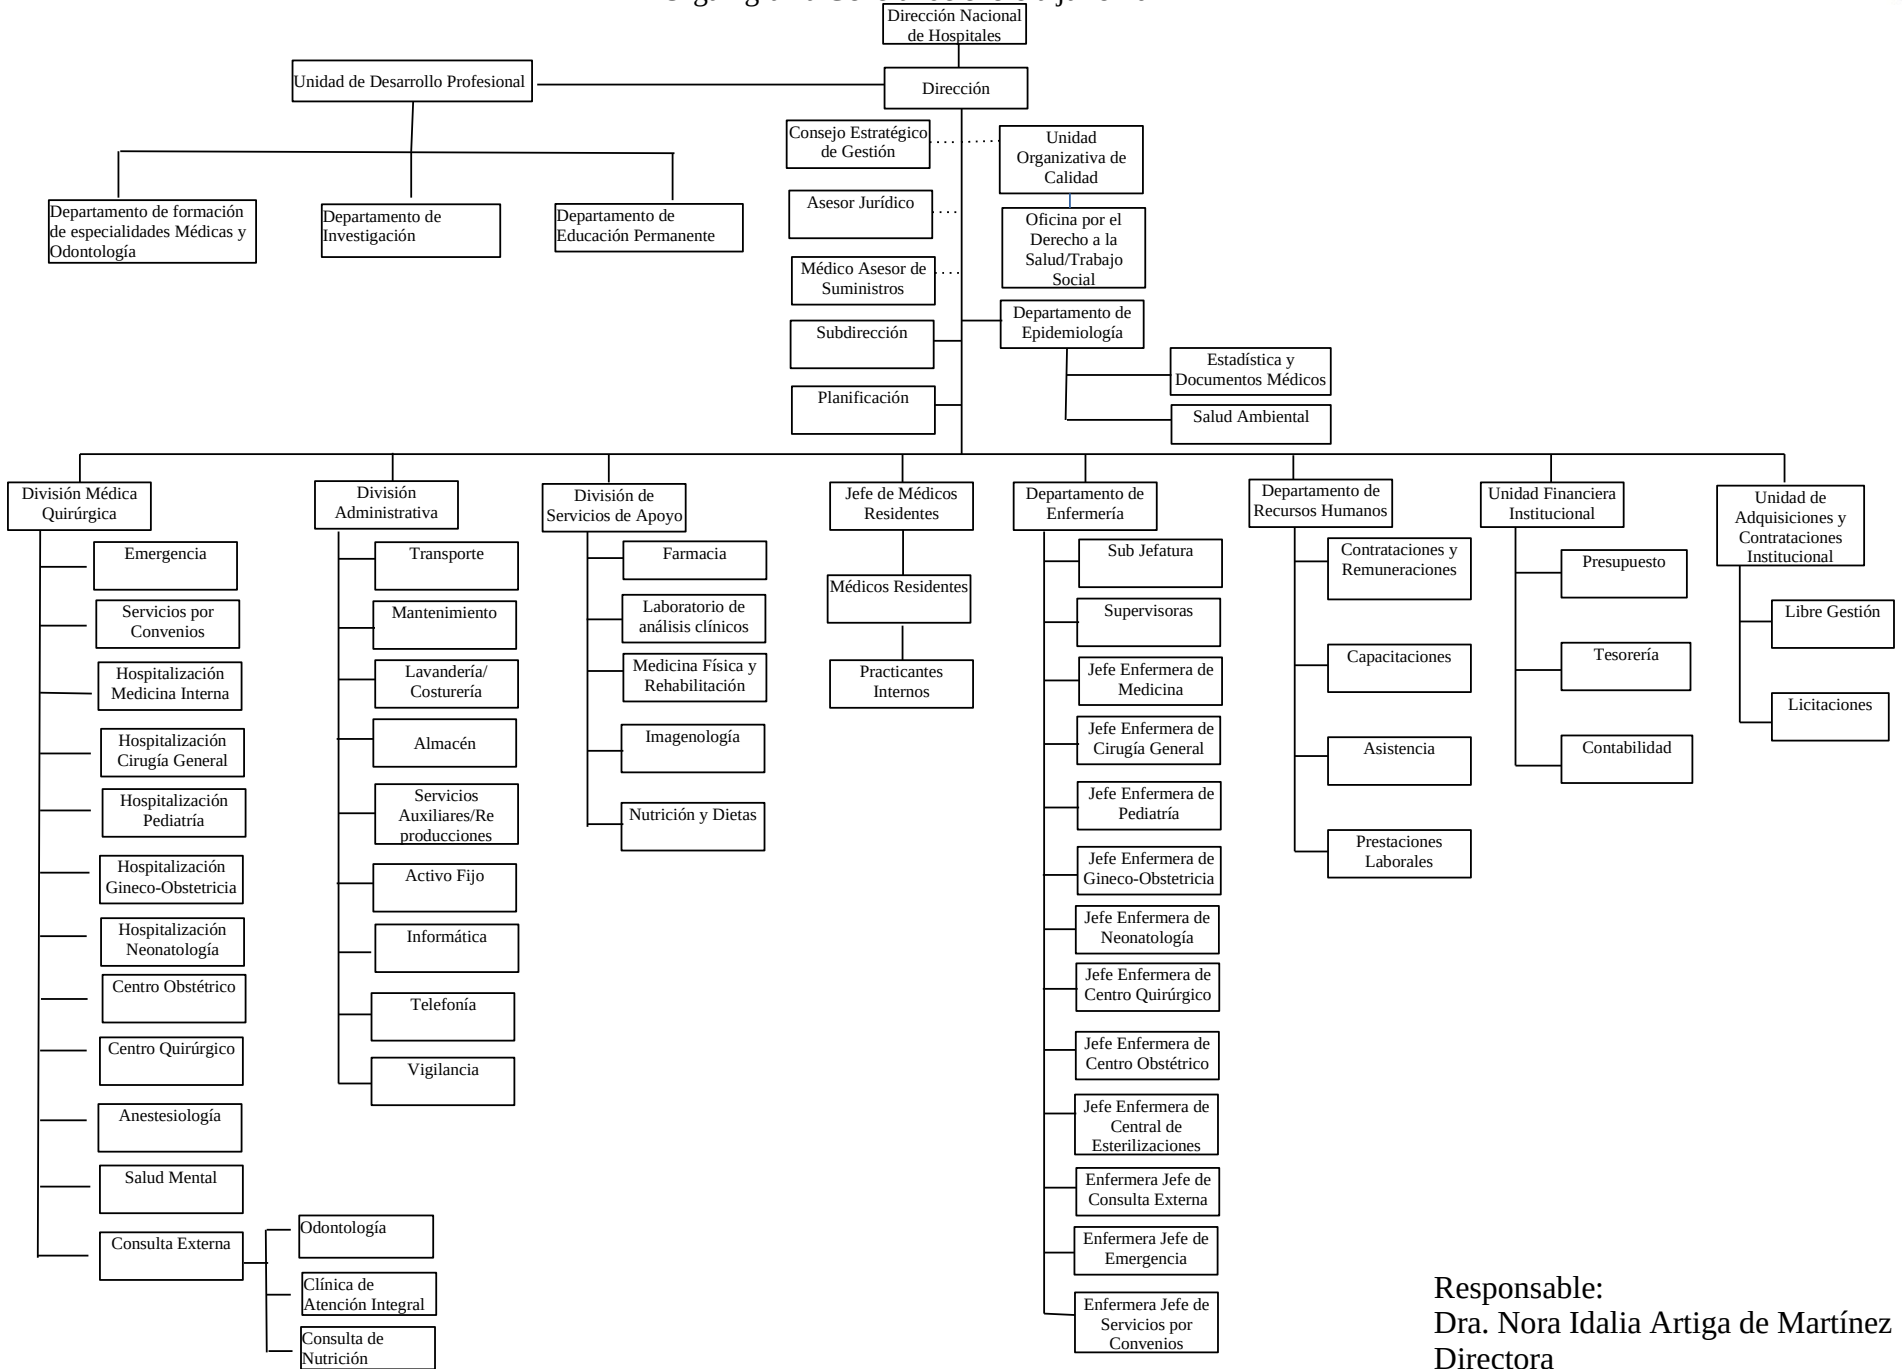 Dirección Nacional
de Hospitales
Unidad de Desarrollo Profesional
Dirección
Consejo Estratégico
de Gestión
Unidad
Organizativa de
Calidad
Asesor Jurídico
Departamento de formación
de especialidades Médicas y
Odontología
Departamento de
Investigación
Departamento de
Educación Permanente
Oficina por el
Derecho a la
Salud/Trabajo
Social
Médico Asesor de
Suministros
Departamento de
Epidemiología
Subdirección
Estadística y
Documentos Médicos
Planificación
Salud Ambiental
División Médica
Quirúrgica
Emergencia
Servicios por
Convenios
Hospitalización
Medicina Interna
Hospitalización
Cirugía General
Hospitalización
Pediatría
Hospitalización
Gineco-Obstetricia
Hospitalización
Neonatología
Centro Obstétrico
Centro Quirúrgico
Anestesiología
Salud Mental
Consulta Externa
Odontología
Clínica de
Atención Integral
Consulta de
Nutrición
División
Administrativa
Transporte
Mantenimiento
Lavandería/
Costurería
Almacén
Servicios
Auxiliares/Re
producciones
Activo Fijo
Informática
Telefonía
Vigilancia
División de
Servicios de Apoyo
Farmacia
Laboratorio de
análisis clínicos
Medicina Física y
Rehabilitación
Imagenología
Nutrición y Dietas
Jefe de Médicos
Residentes
Médicos Residentes
Practicantes
Internos
Departamento de
Enfermería
Sub Jefatura
Supervisoras
Jefe Enfermera de
Medicina
Jefe Enfermera de
Cirugía General
Jefe Enfermera de
Pediatría
Jefe Enfermera de
Gineco-Obstetricia
Jefe Enfermera de
Neonatología
Jefe Enfermera de
Centro Quirúrgico
Jefe Enfermera de
Centro Obstétrico
Jefe Enfermera de
Central de
Esterilizaciones
Enfermera Jefe de
Consulta Externa
Enfermera Jefe de
Emergencia
Enfermera Jefe de
Servicios por
Convenios
Departamento de
Recursos Humanos
Contrataciones y
Remuneraciones
Capacitaciones
Asistencia
Prestaciones
Laborales
Unidad Financiera
Institucional
Presupuesto
Tesorería
Contabilidad
Unidad de
Adquisiciones y
Contrataciones
Institucional
Libre Gestión
Licitaciones
Responsable:
Dra. Nora Idalia Artiga de Martínez
Directora